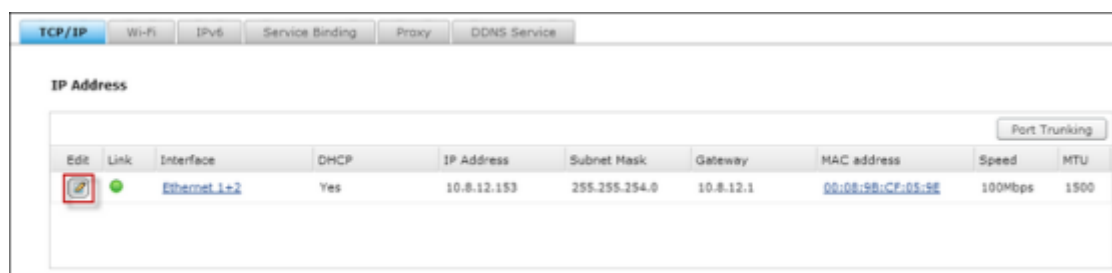 TCP/IP Wi-Fi IPv6 Service Binding Proxy DDNS Service
IP Address
Port Trunking
Edit Link Interface DHCP IP Address Subnet Mask Gateway MAC address Speed MTU
Ethernet 1+2 Yes 10.8.12.153 255.255.254.0 10.8.12.1 00:08:9B:CF:05:9E 100Mbps 1500